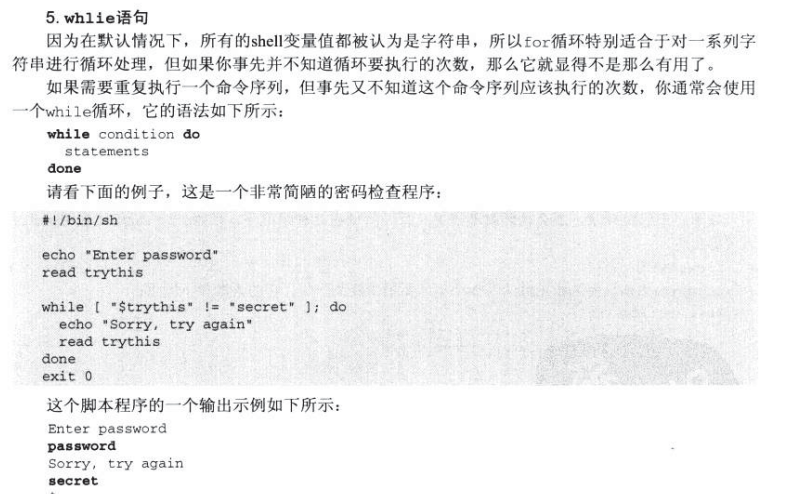 5. whlie语句
因为在默认情况下，所有的shell变量值都被认为是字符串，所以for循环特别适合于对一系列字
符串进行循环处理，但如果你事先并不知道循环要执行的次数，那么它就显得不是那么有用了。
如果需要重复执行一个命令序列，但事先又不知道这个命令序列应该执行的次数，你通常会使用
一个while循环，它的语法如下所示：
while condition do
  statements
done
请看下面的例子，这是一个非常简陋的密码检查程序：
#!/bin/sh
echo "Enter password"
read trythis
while [ "$trythis" != "secret" ]; do
  echo "Sorry, try again"
  read trythis
done
exit 0
这个脚本程序的一个输出示例如下所示：
Enter password
password
Sorry, try again
secret